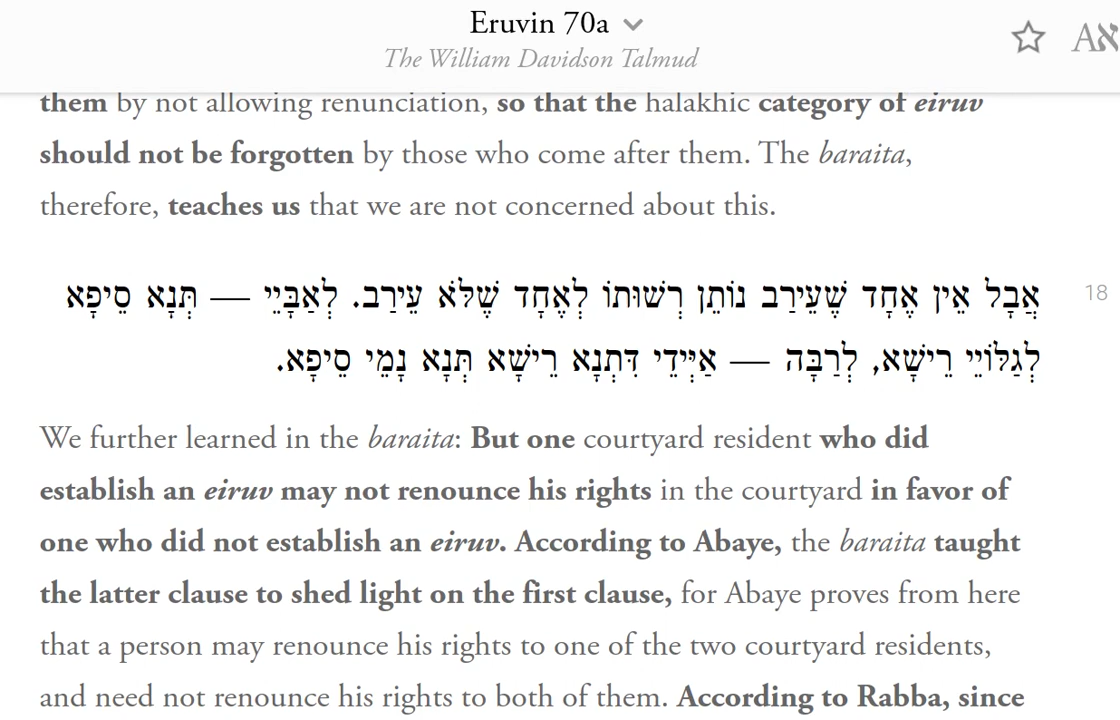 Eruvin 70a
The William Davidson Talmud
Aא
them by not allowing renunciation, so that the halakhic category of eiruv
should not be forgotten by those who come after them. The baraita,
therefore, teaches us that we are not concerned about this.
18
אֲבָל אֵין אֶחָד שֶׁעֵירַב נוֹתֵן רְשׁוּתוֹ לְאֶחָד שֶׁלֹּא עֵירַב. לְאַבָּיֵי — תְּנָא סֵיפָא
לְגַלּוֹיֵי רֵישָׁא, לְרַבָּה — אַיְּידֵי דִּתְנָא רֵישָׁא תְּנָא נָמֵי סֵיפָא.
We further learned in the baraita: But one courtyard resident who did
establish an eiruv may not renounce his rights in the courtyard in favor of
one who did not establish an eiruv. According to Abaye, the baraita taught
the latter clause to shed light on the first clause, for Abaye proves from here
that a person may renounce his rights to one of the two courtyard residents,
and need not renounce his rights to both of them. According to Rabba, since